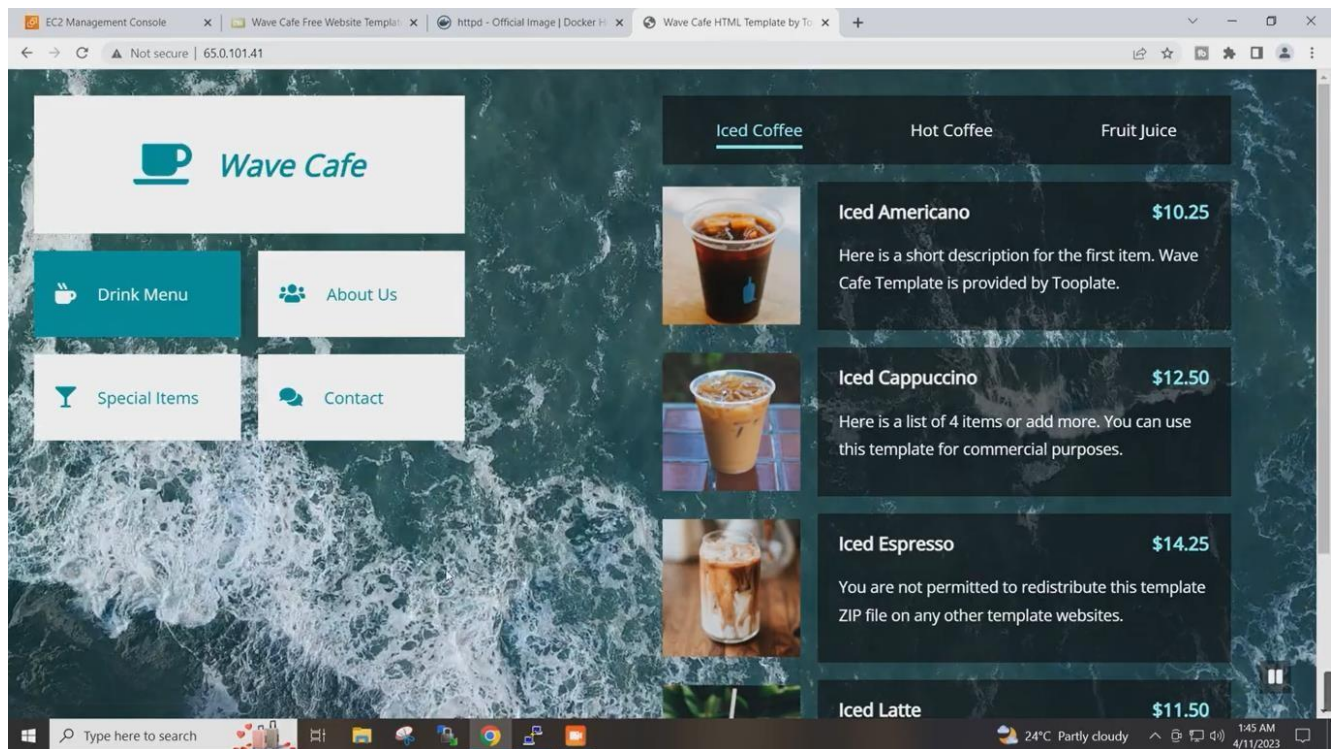 EC2 Management Console
Wave Cafe Free Website Templat
httpd - Official Image | Docker H
Wave Cafe HTML Template by To
Not secure | 65.0.101.41
Wave Cafe
Drink Menu
About Us
Special Items
Contact
Iced Coffee
Hot Coffee
Fruit Juice
Iced Americano
$10.25
Here is a short description for the first item. Wave
Cafe Template is provided by Tooplate.
Iced Cappuccino
$12.50
Here is a list of 4 items or add more. You can use
this template for commercial purposes.
Iced Espresso
$14.25
You are not permitted to redistribute this template
ZIP file on any other template websites.
Iced Latte
$11.50
Type here to search
24°C Partly cloudy
1:45 AM
4/11/2023